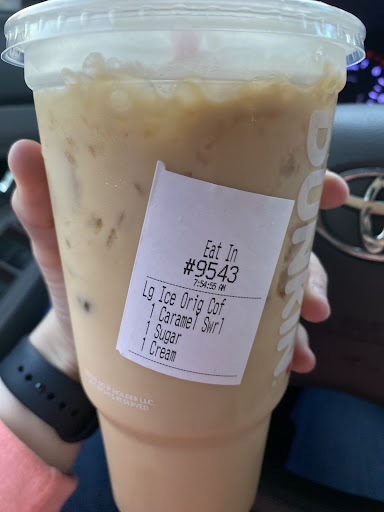 Eat In
#9543
7:54:55 AM
Lg Ice Orig Cof
1 Caramel Swrl
1 Sugar
1 Cream
DUNKIN'